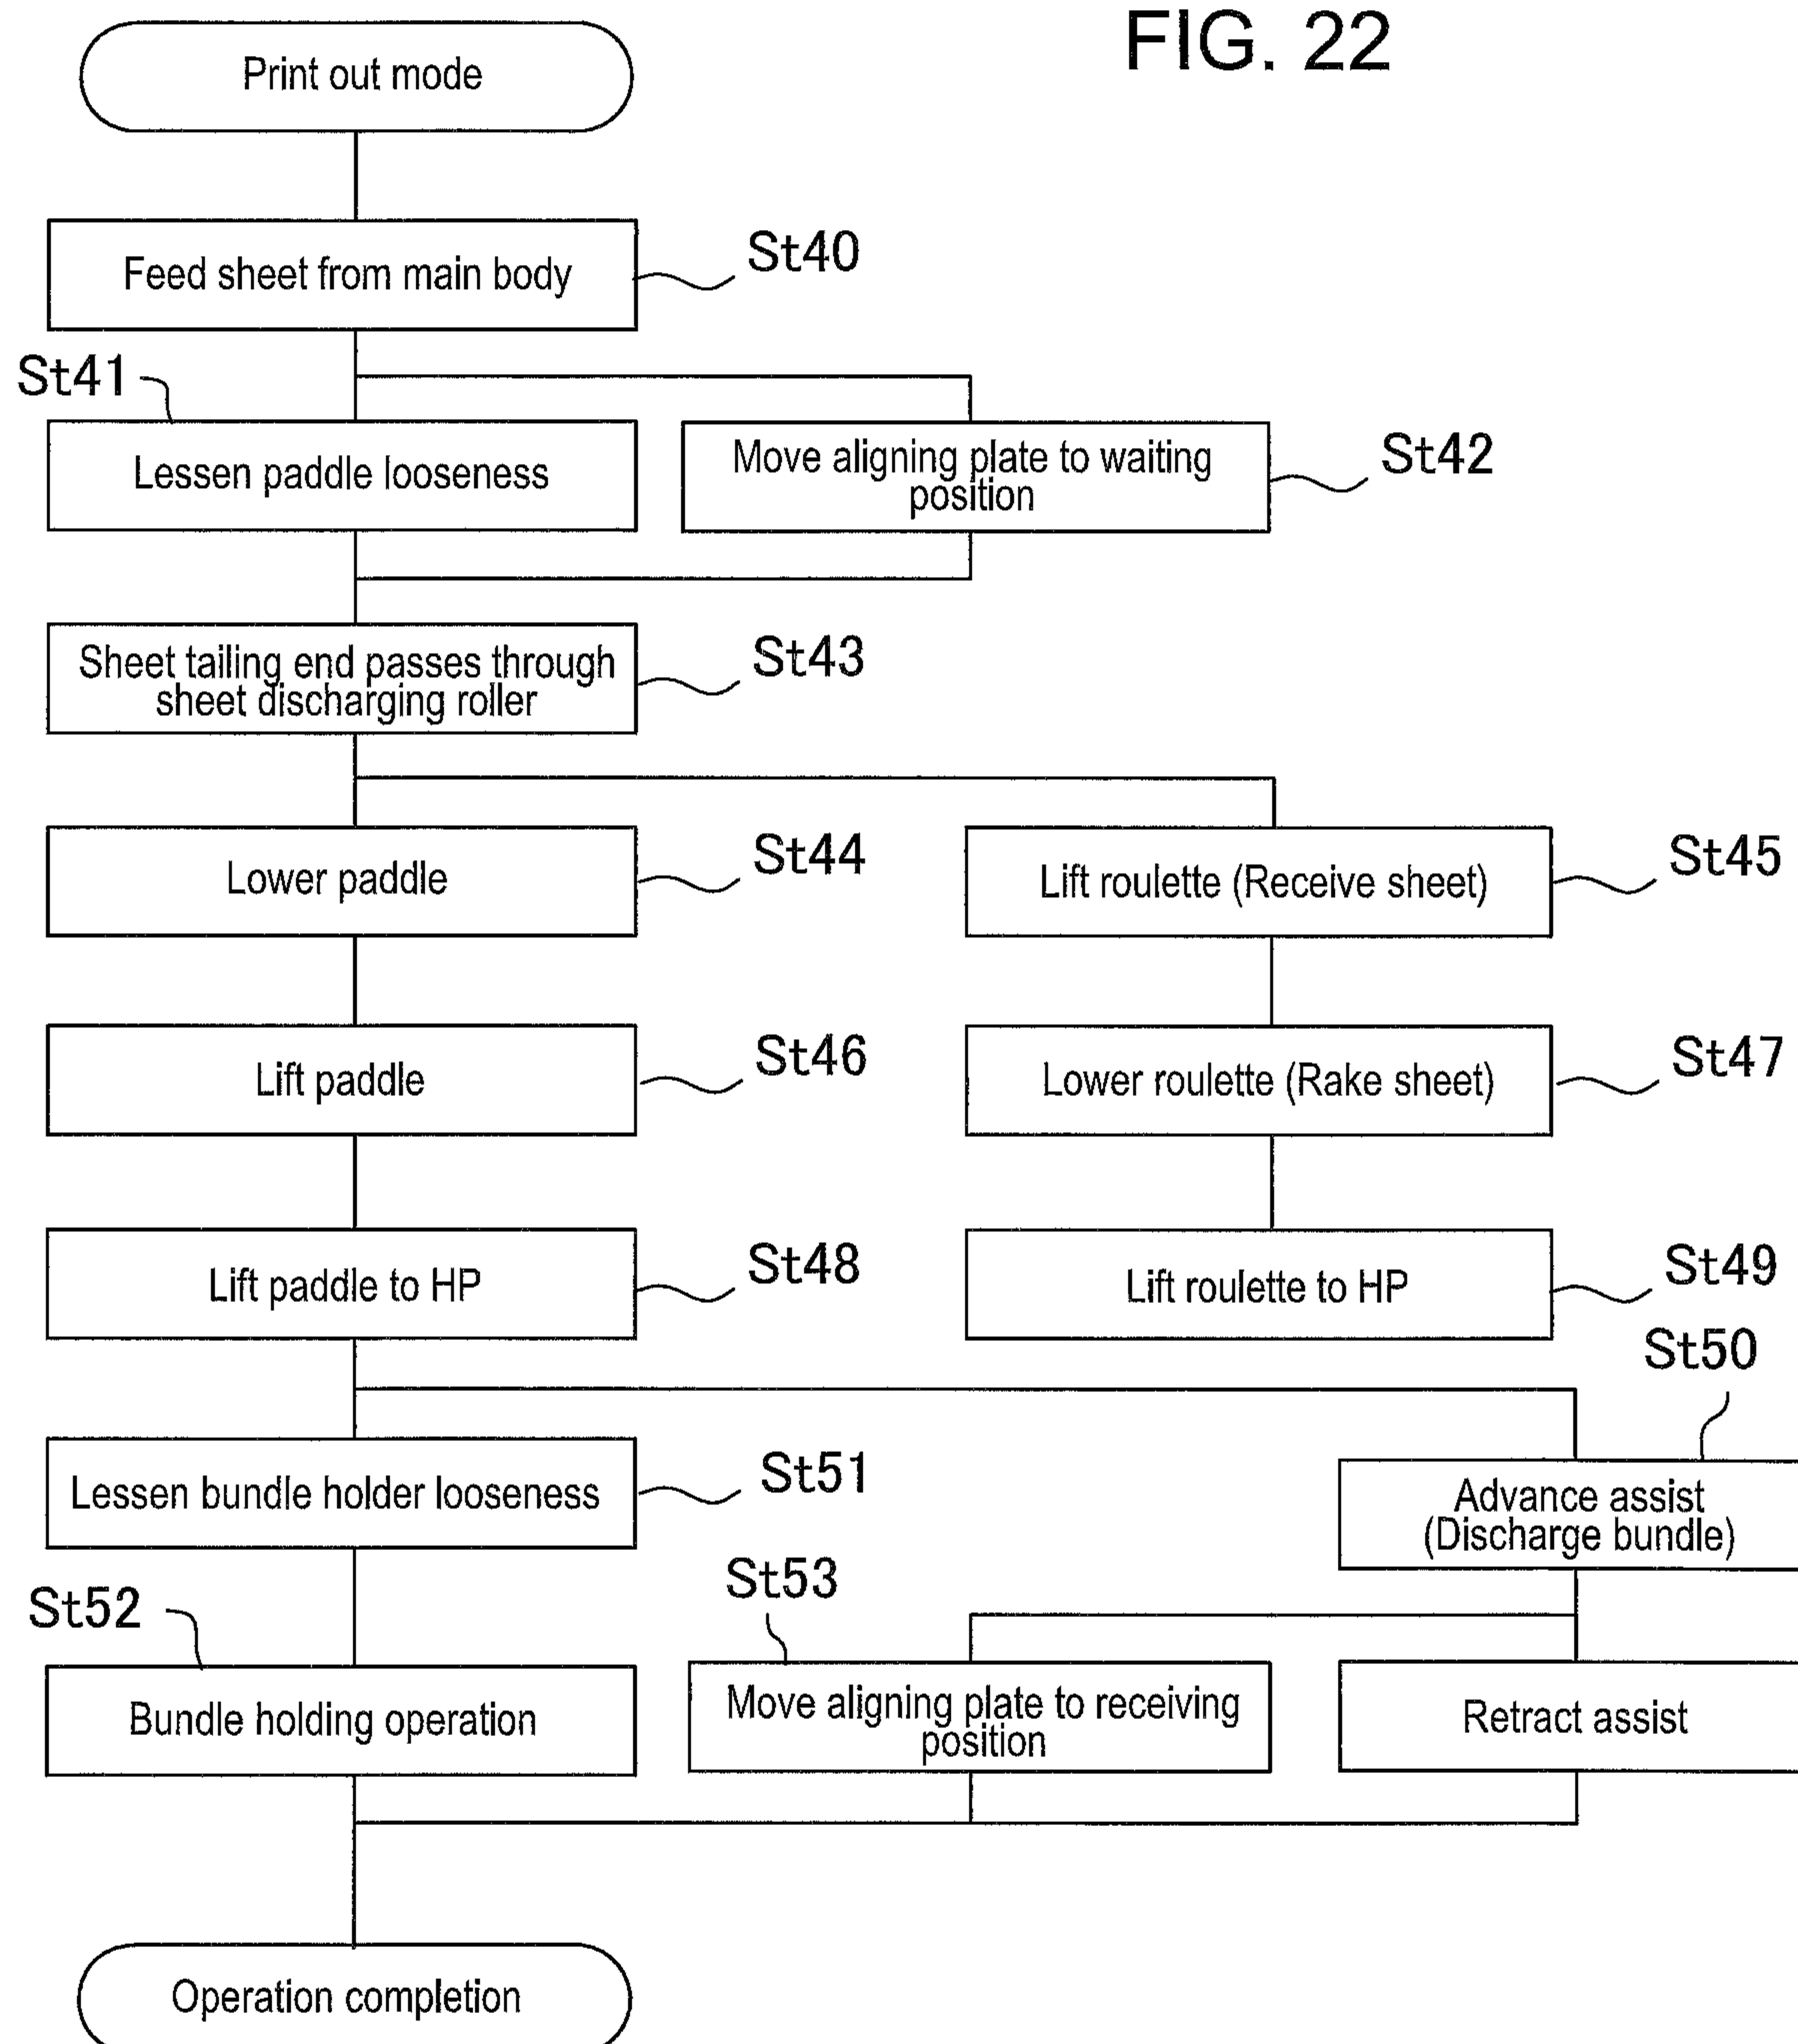 FIG. 22
Print out mode
Feed sheet from main body
St40
St41
Lessen paddle looseness
Move aligning plate to waiting
position
St42
Sheet tailing end passes through
sheet discharging roller
St43
Lower paddle
St44
Lift roulette (Receive sheet)
St45
Lift paddle
St46
Lower roulette (Rake sheet)
St47
Lift paddle to HP
St48
Lift roulette to HP
St49
St50
Lessen bundle holder looseness
St51
Advance assist
(Discharge bundle)
St53
St52
Bundle holding operation
Move aligning plate to receiving
position
Retract assist
Operation completion